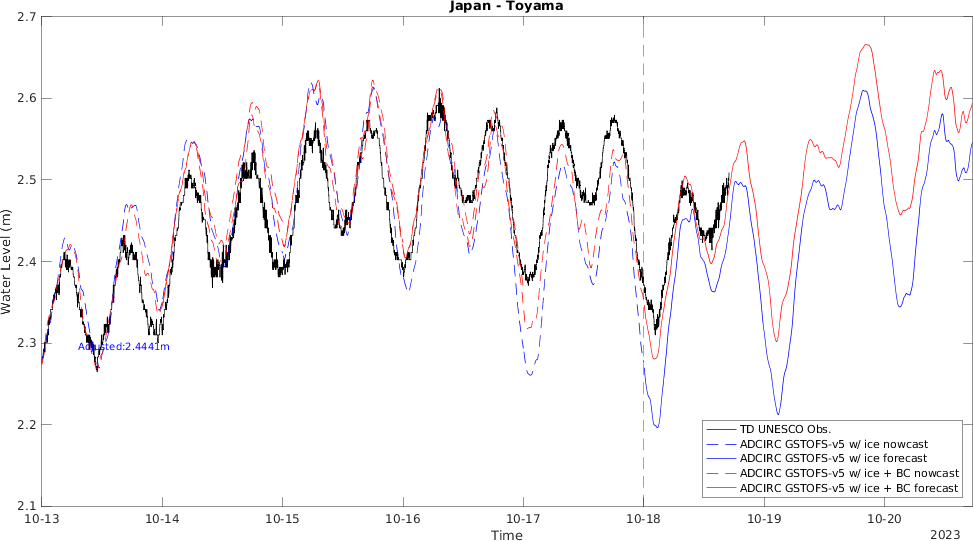 Japan - Toyama
2.7
2.6
2.5
2.4
2.3
2.2
2.1
Water Level (m)
Adjusted:2.4441m
TD UNESCO Obs.
ADCIRC GSTOFS-v5 w/ ice nowcast
ADCIRC GSTOFS-v5 w/ ice forecast
ADCIRC GSTOFS-v5 w/ ice + BC nowcast
ADCIRC GSTOFS-v5 w/ ice + BC forecast
10-13 10-14 10-15 10-16 10-17 10-18 10-19 10-20
Time
2023